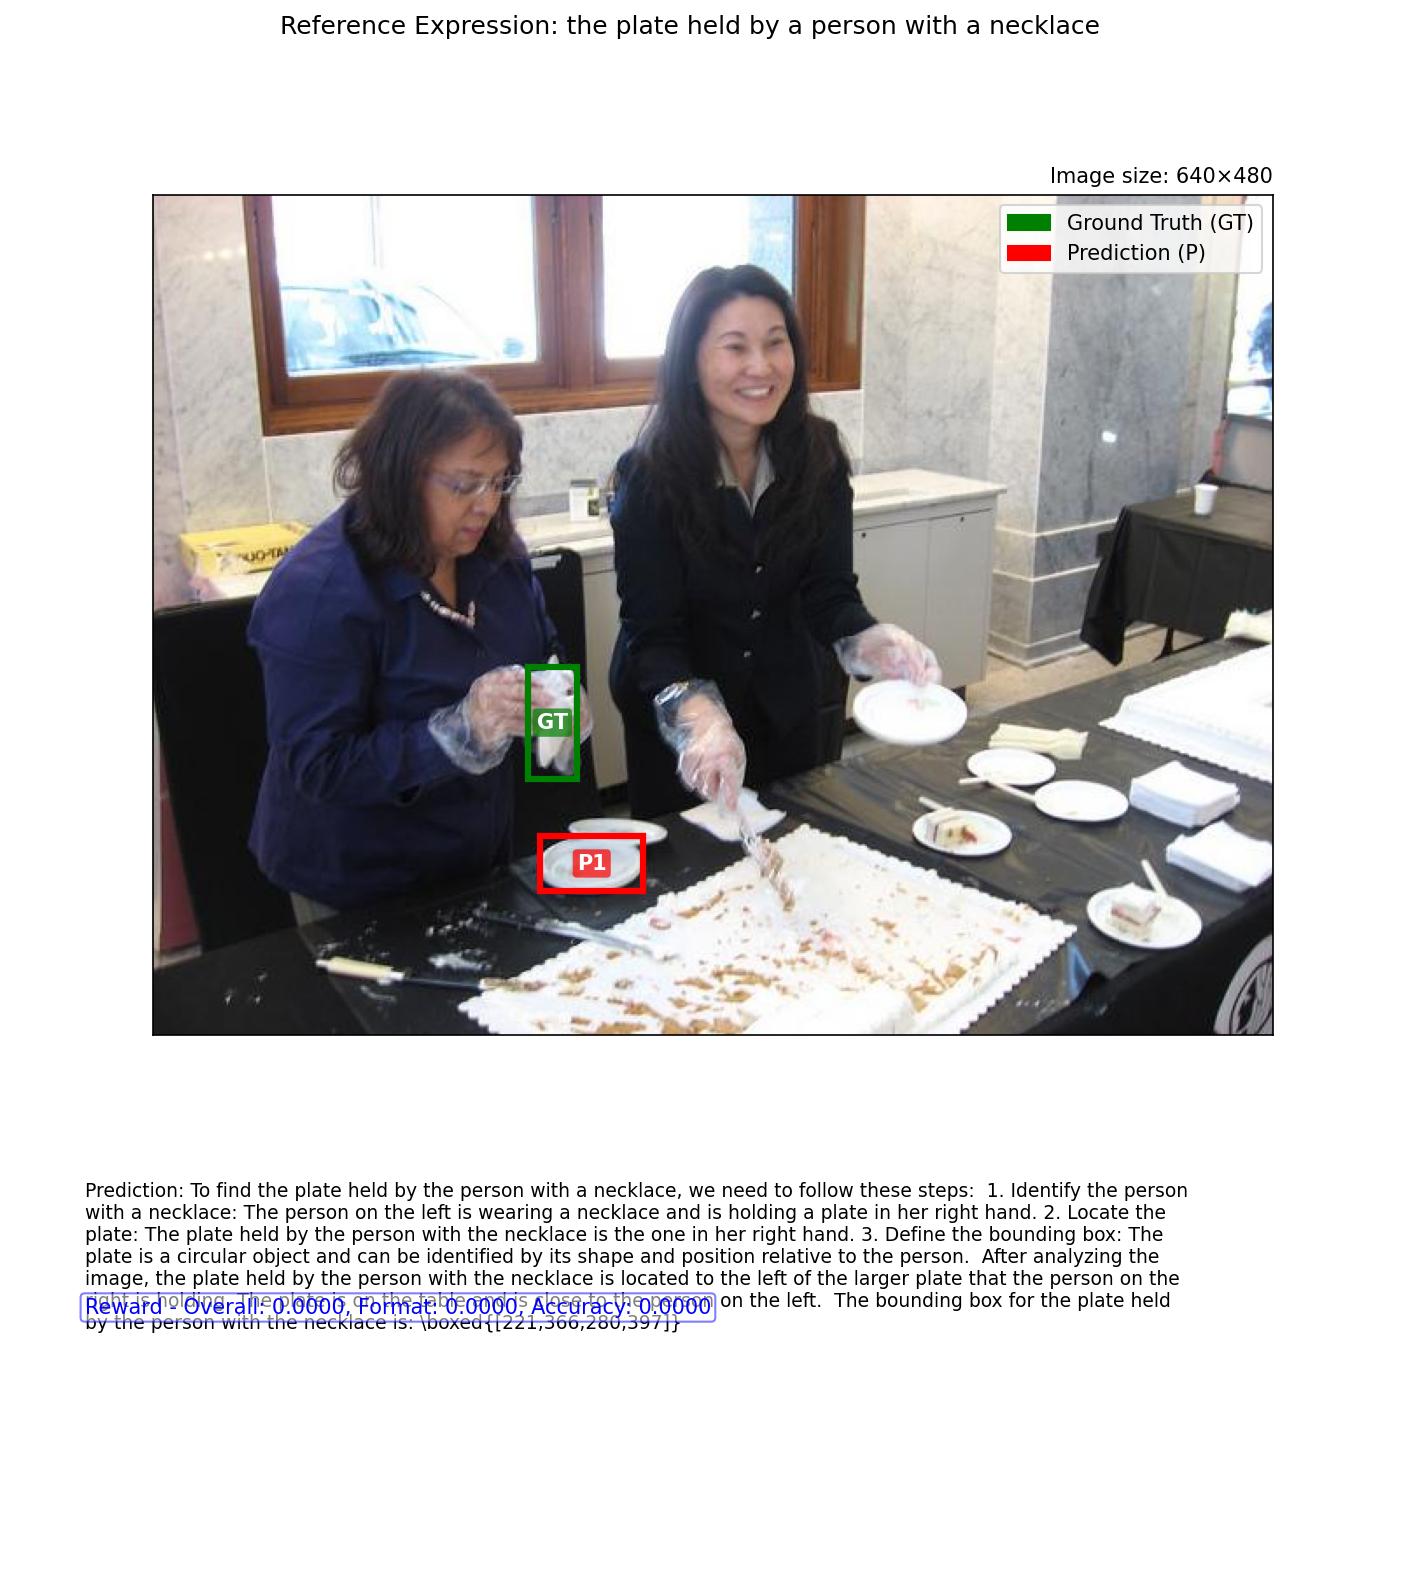 Reference Expression: the plate held by a person with a necklace
Image size: 640×480
Ground Truth (GT)
Prediction (P)
DUO-TA
GT
P1
Prediction: To find the plate held by the person with a necklace, we need to follow these steps:  1. Identify the person
with a necklace: The person on the left is wearing a necklace and is holding a plate in her right hand. 2. Locate the
plate: The plate held by the person with the necklace is the one in her right hand. 3. Define the bounding box: The
plate is a circular object and can be identified by its shape and position relative to the person.  After analyzing the
image, the plate held by the person with the necklace is located to the left of the larger plate that the person on the
right is holding. The plate is on the table and is close to the person on the left.  The bounding box for the plate held
Reward - Overall: 0.0000, Format: 0.0000, Accuracy: 0.0000
by the person with the necklace is: \boxed{[221,366,280,397]}